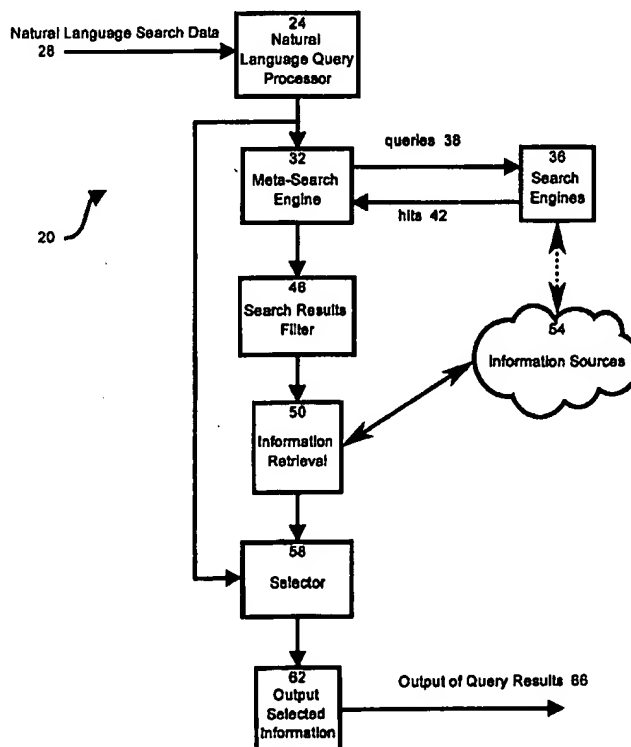 Natural Language Search Data
28
24
Natural
Language Query
Processor
32
Meta-Search
Engine
queries 38
hits 42
36
Search
Engines
20
46
Search Results
Filter
54
Information Sources
50
Information
Retrieval
58
Selector
62
Output
Selected
Information
Output of Query Results 66